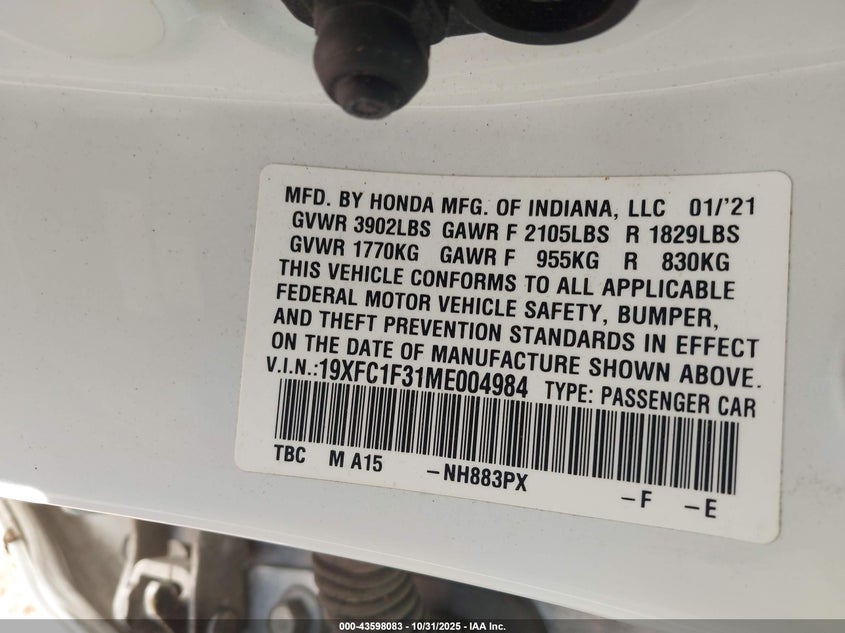 MFD. BY HONDA MFG. OF INDIANA, LLC 01/'21
GVWR 3902LBS GAWR F 2105LBS R 1829LBS
GVWR 1770KG GAWR F 955KG R 830KG
THIS VEHICLE CONFORMS TO ALL APPLICABLE
FEDERAL MOTOR VEHICLE SAFETY, BUMPER,
AND THEFT PREVENTION STANDARDS IN EFFECT
ON THE DATE OF MANUFACTURE SHOWN ABOVE.
V.I.N.:19XFC1F31ME004984 TYPE: PASSENGER CAR
TBC M A15 -NH883PX -F -E
000-43598083 - 10/31/2025 - IAA Inc.